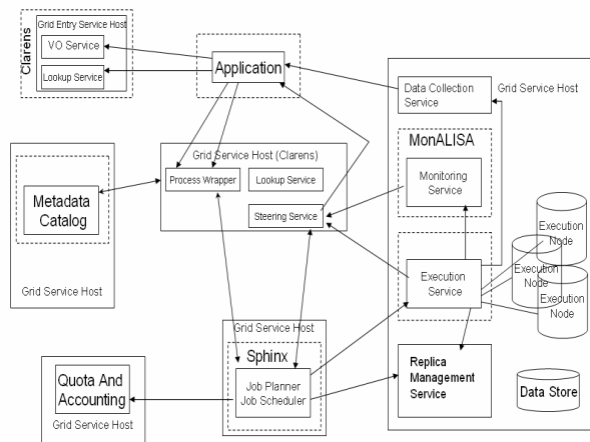 Clarens
Grid Entry Service Host
VO Service
Lookup Service
Application
Data Collection
Service
Grid Service Host
MonALISA
Monitoring
Service
Grid Service Host (Clarens)
Process Wrapper
Lookup Service
Steering Service
Metadata
Catalog
Grid Service Host
Execution
Service
Execution
Node
Execution
Node
Execution
Node
Grid Service Host
Sphinx
Job Planner
Job Scheduler
Replica
Management
Service
Data Store
Quota And
Accounting
Grid Service Host